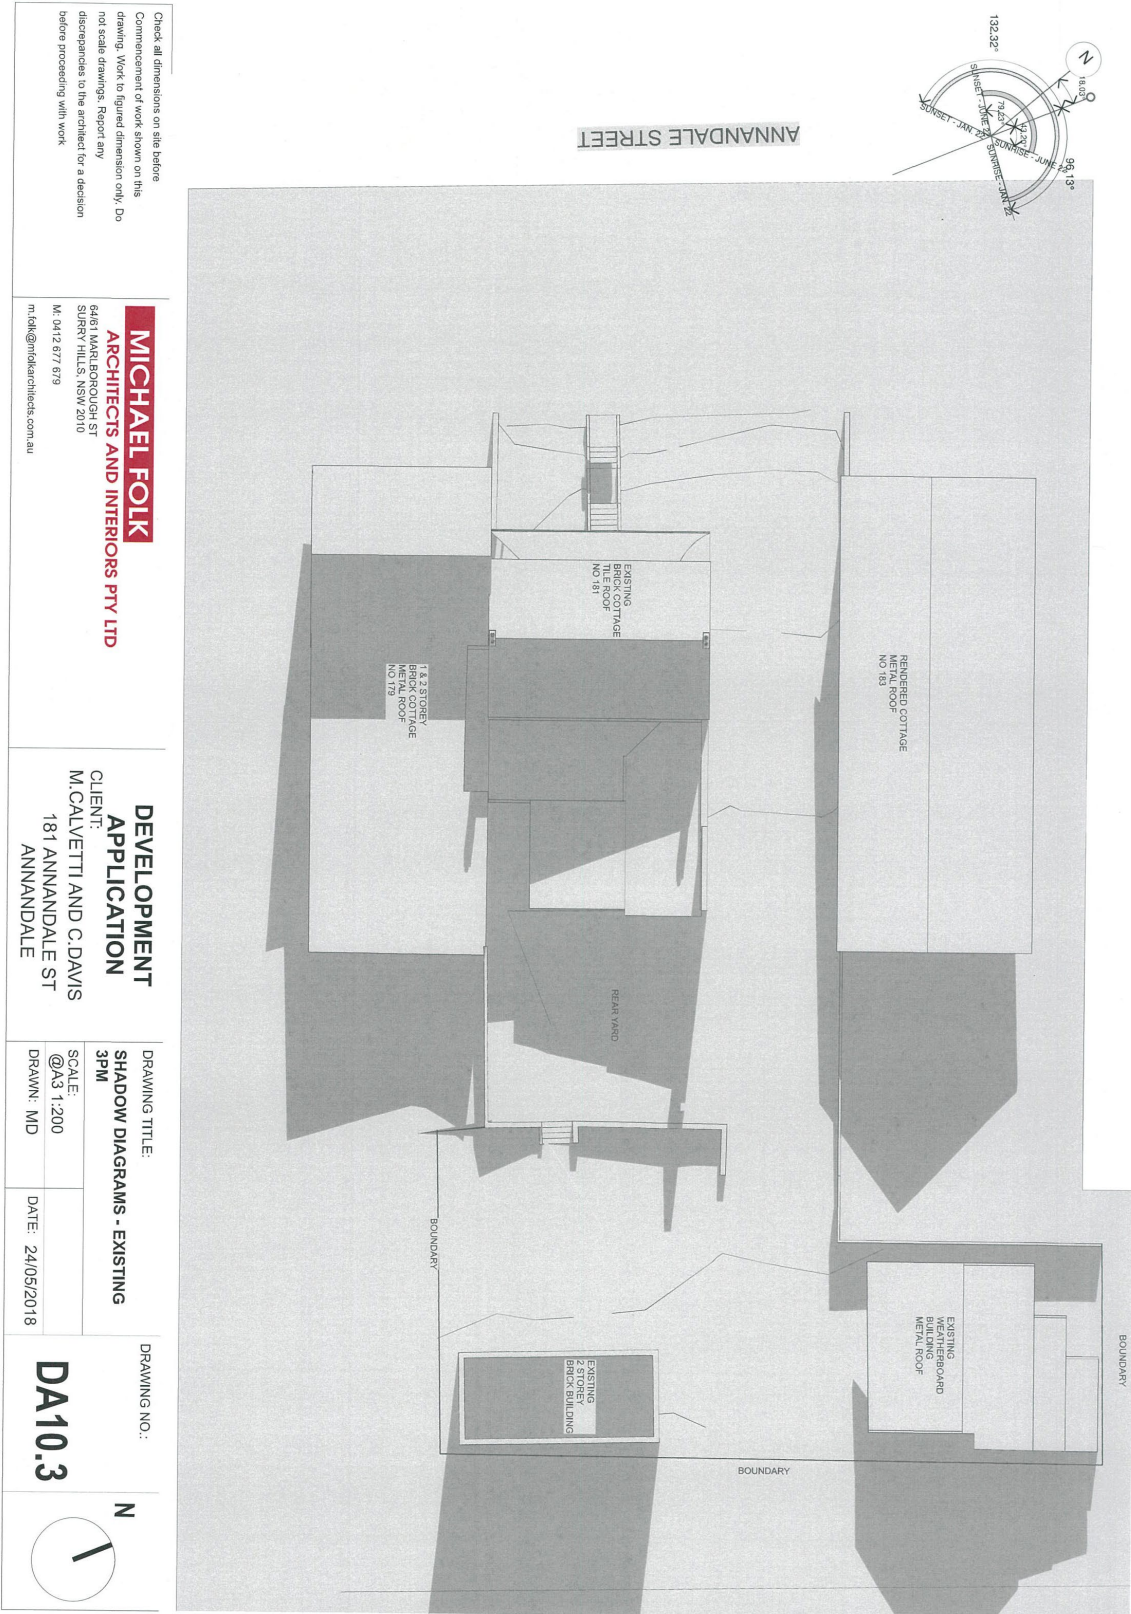 132.32°
N
18.03°
79.23°
43.20°
96.13°
SUNSET - JUNE 22
SUNSET - JAN 22
SUNRISE - JUNE 22
SUNRISE - JAN 22
ANNANDALE STREET
EXISTING
BRICK COTTAGE
TILE ROOF
NO 181
RENDERED COTTAGE
METAL ROOF
NO 183
1 & 2 STOREY
BRICK COTTAGE
METAL ROOF
NO 179
REAR YARD
BOUNDARY
EXISTING
WEATHERBOARD
BUILDING
METAL ROOF
BOUNDARY
EXISTING
2 STOREY
BRICK BUILDING
BOUNDARY
Check all dimensions on site before
Commencement of work shown on this
drawing. Work to figured dimension only. Do
not scale drawings. Report any
discrepancies to the architect for a decision
before proceeding with work
MICHAEL FOLK
ARCHITECTS AND INTERIORS PTY LTD
64/61 MARLBOROUGH ST
SURRY HILLS, NSW 2010
M: 0412 677 679
m.folk@mfolkarchitects.com.au
DEVELOPMENT
APPLICATION
CLIENT:
M.CALVETTI AND C.DAVIS
181 ANNANDALE ST
ANNANDALE
DRAWING TITLE:
SHADOW DIAGRAMS - EXISTING
3PM
SCALE:
@A3 1:200
DRAWN: MD
DATE: 24/05/2018
DRAWING NO.:
DA10.3
N